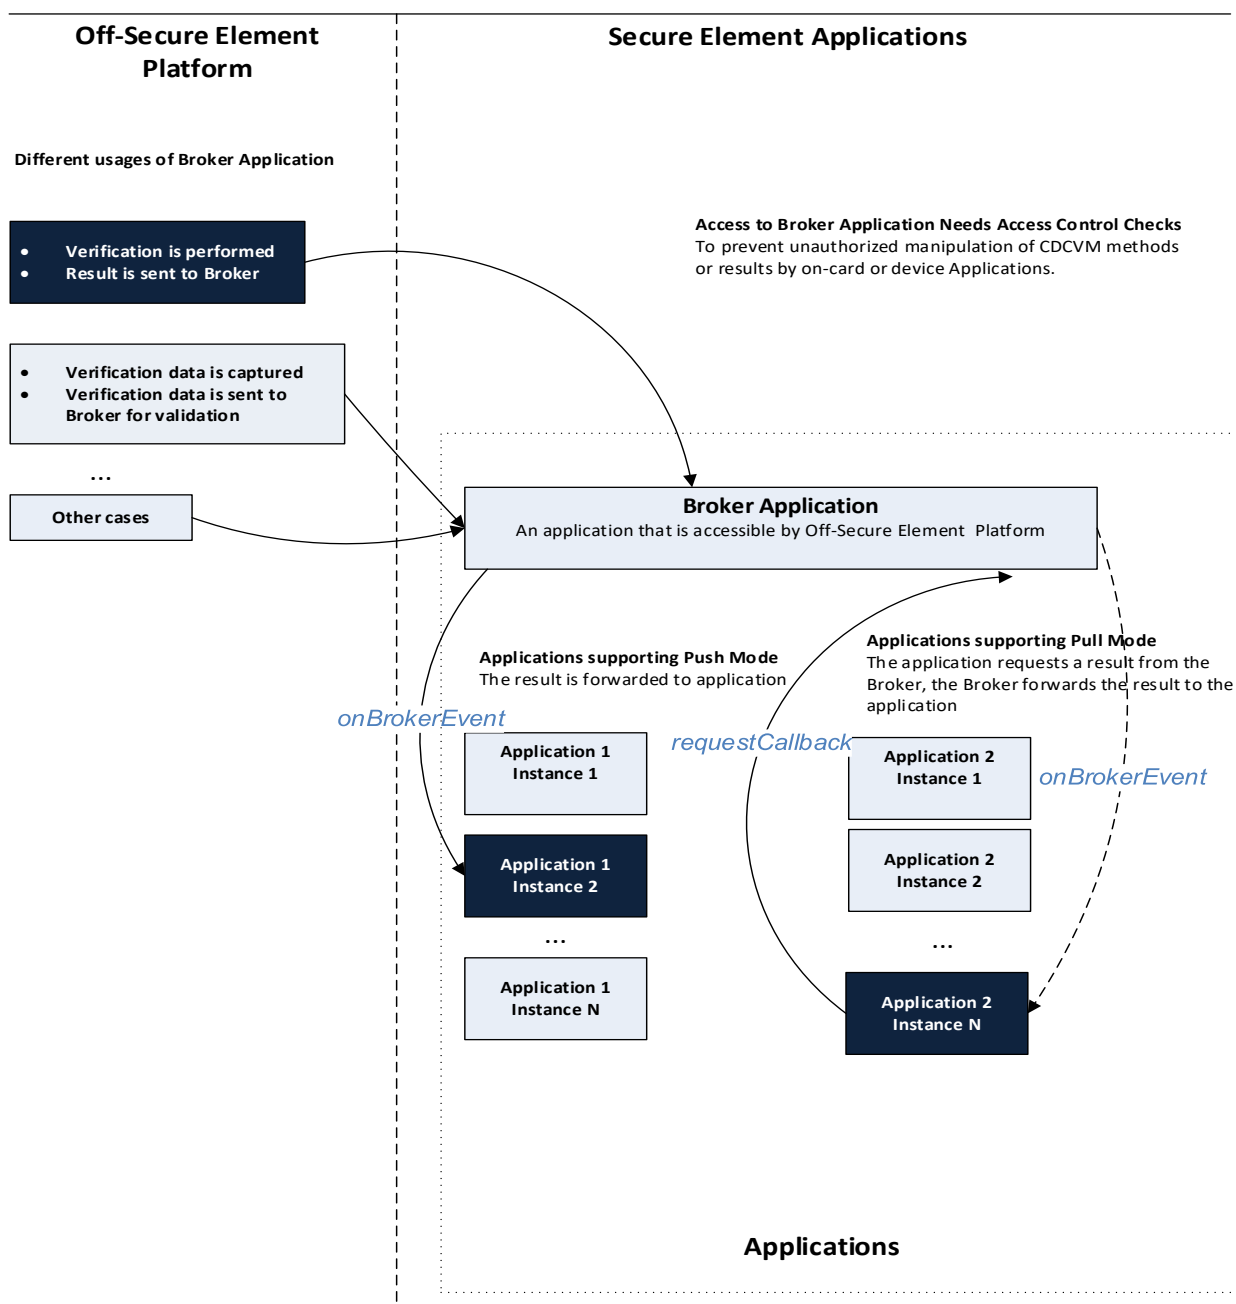 Off-Secure Element
Platform
Secure Element Applications
Different usages of Broker Application
• Verification is performed
• Result is sent to Broker
Access to Broker Application Needs Access Control Checks
To prevent unauthorized manipulation of CDCVM methods
or results by on-card or device Applications.
• Verification data is captured
• Verification data is sent to
Broker for validation
...
Other cases
Broker Application
An application that is accessible by Off-Secure Element Platform
Applications supporting Push Mode
The result is forwarded to application
Applications supporting Pull Mode
The application requests a result from the
Broker, the Broker forwards the result to the
application
onBrokerEvent
requestCallback
onBrokerEvent
Application 1
Instance 1
Application 1
Instance 2
...
Application 1
Instance N
Application 2
Instance 1
Application 2
Instance 2
...
Application 2
Instance N
Applications